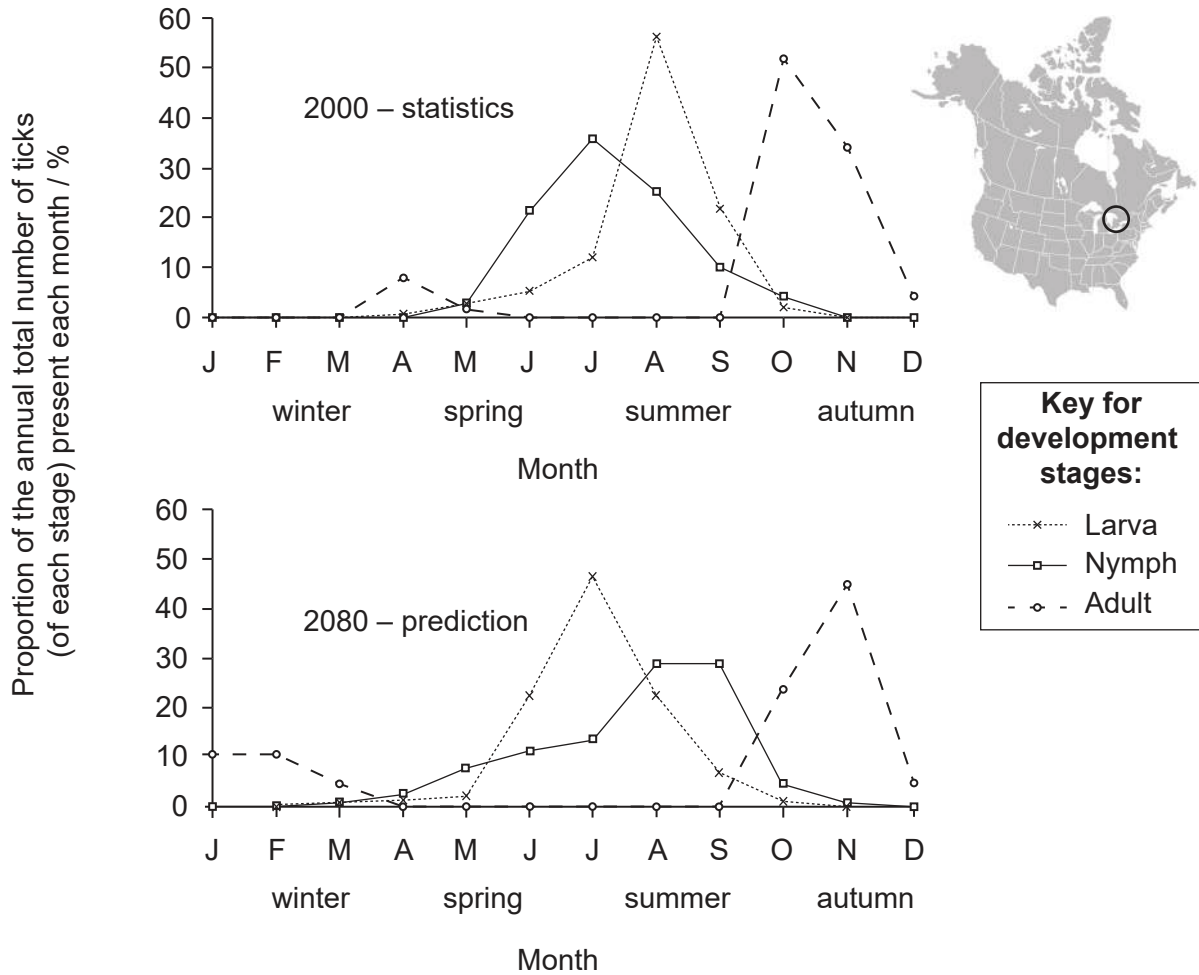 Proportion of the annual total number of ticks
(of each stage) present each month / %
60
50
40
30
20
10
0
2000 – statistics
J F M A M J J A S O N D
winter spring summer autumn
Month
60
50
40
30
20
10
0
2080 – prediction
J F M A M J J A S O N D
winter spring summer autumn
Month
Key for
development
stages:
Larva
Nymph
Adult